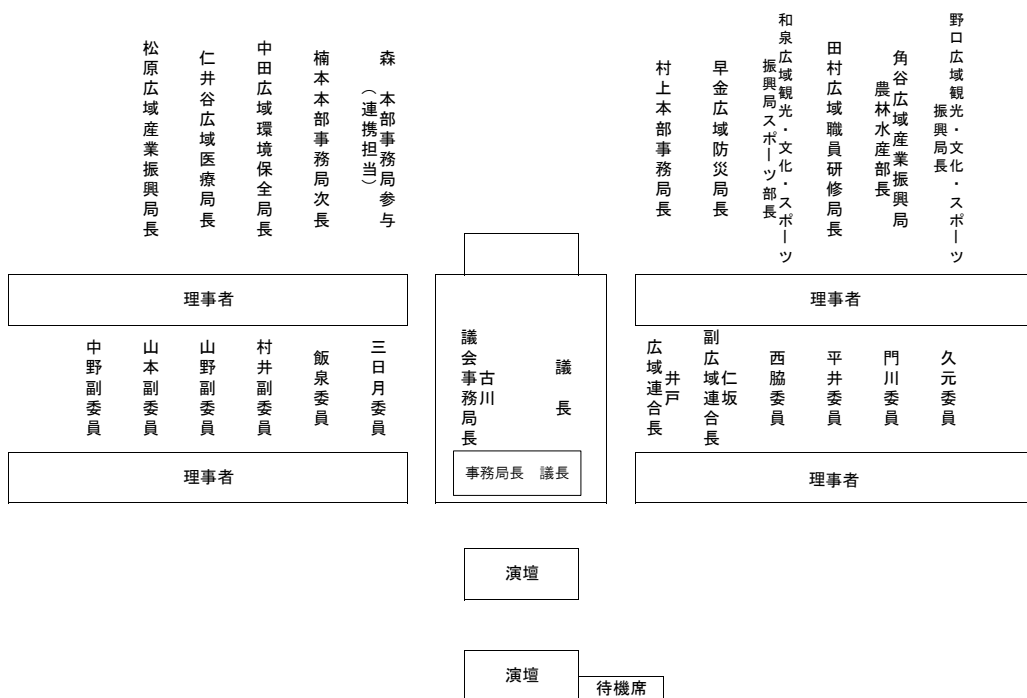 松原広域産業振興局長
仁井谷広域医療局長
中田広域環境保全局長
楠本本部事務局次長
森　本部事務局参与
（連携担当）
村上本部事務局長
早金広域防災局長
和泉広域観光・文化・スポーツ
振興局スポーツ部長
田村広域職員研修局長
角谷広域産業振興局
農林水産部長
野口広域観光・文化・スポーツ
振興局長
理事者
理事者
中野副委員
山本副委員
山野副委員
村井副委員
飯泉委員
三日月委員
古川
議会事務局長
議　長
井戸
広域連合長
仁坂
副広域連合長
西脇委員
平井委員
門川委員
久元委員
理事者
事務局長　議長
理事者
演壇
演壇
待機席